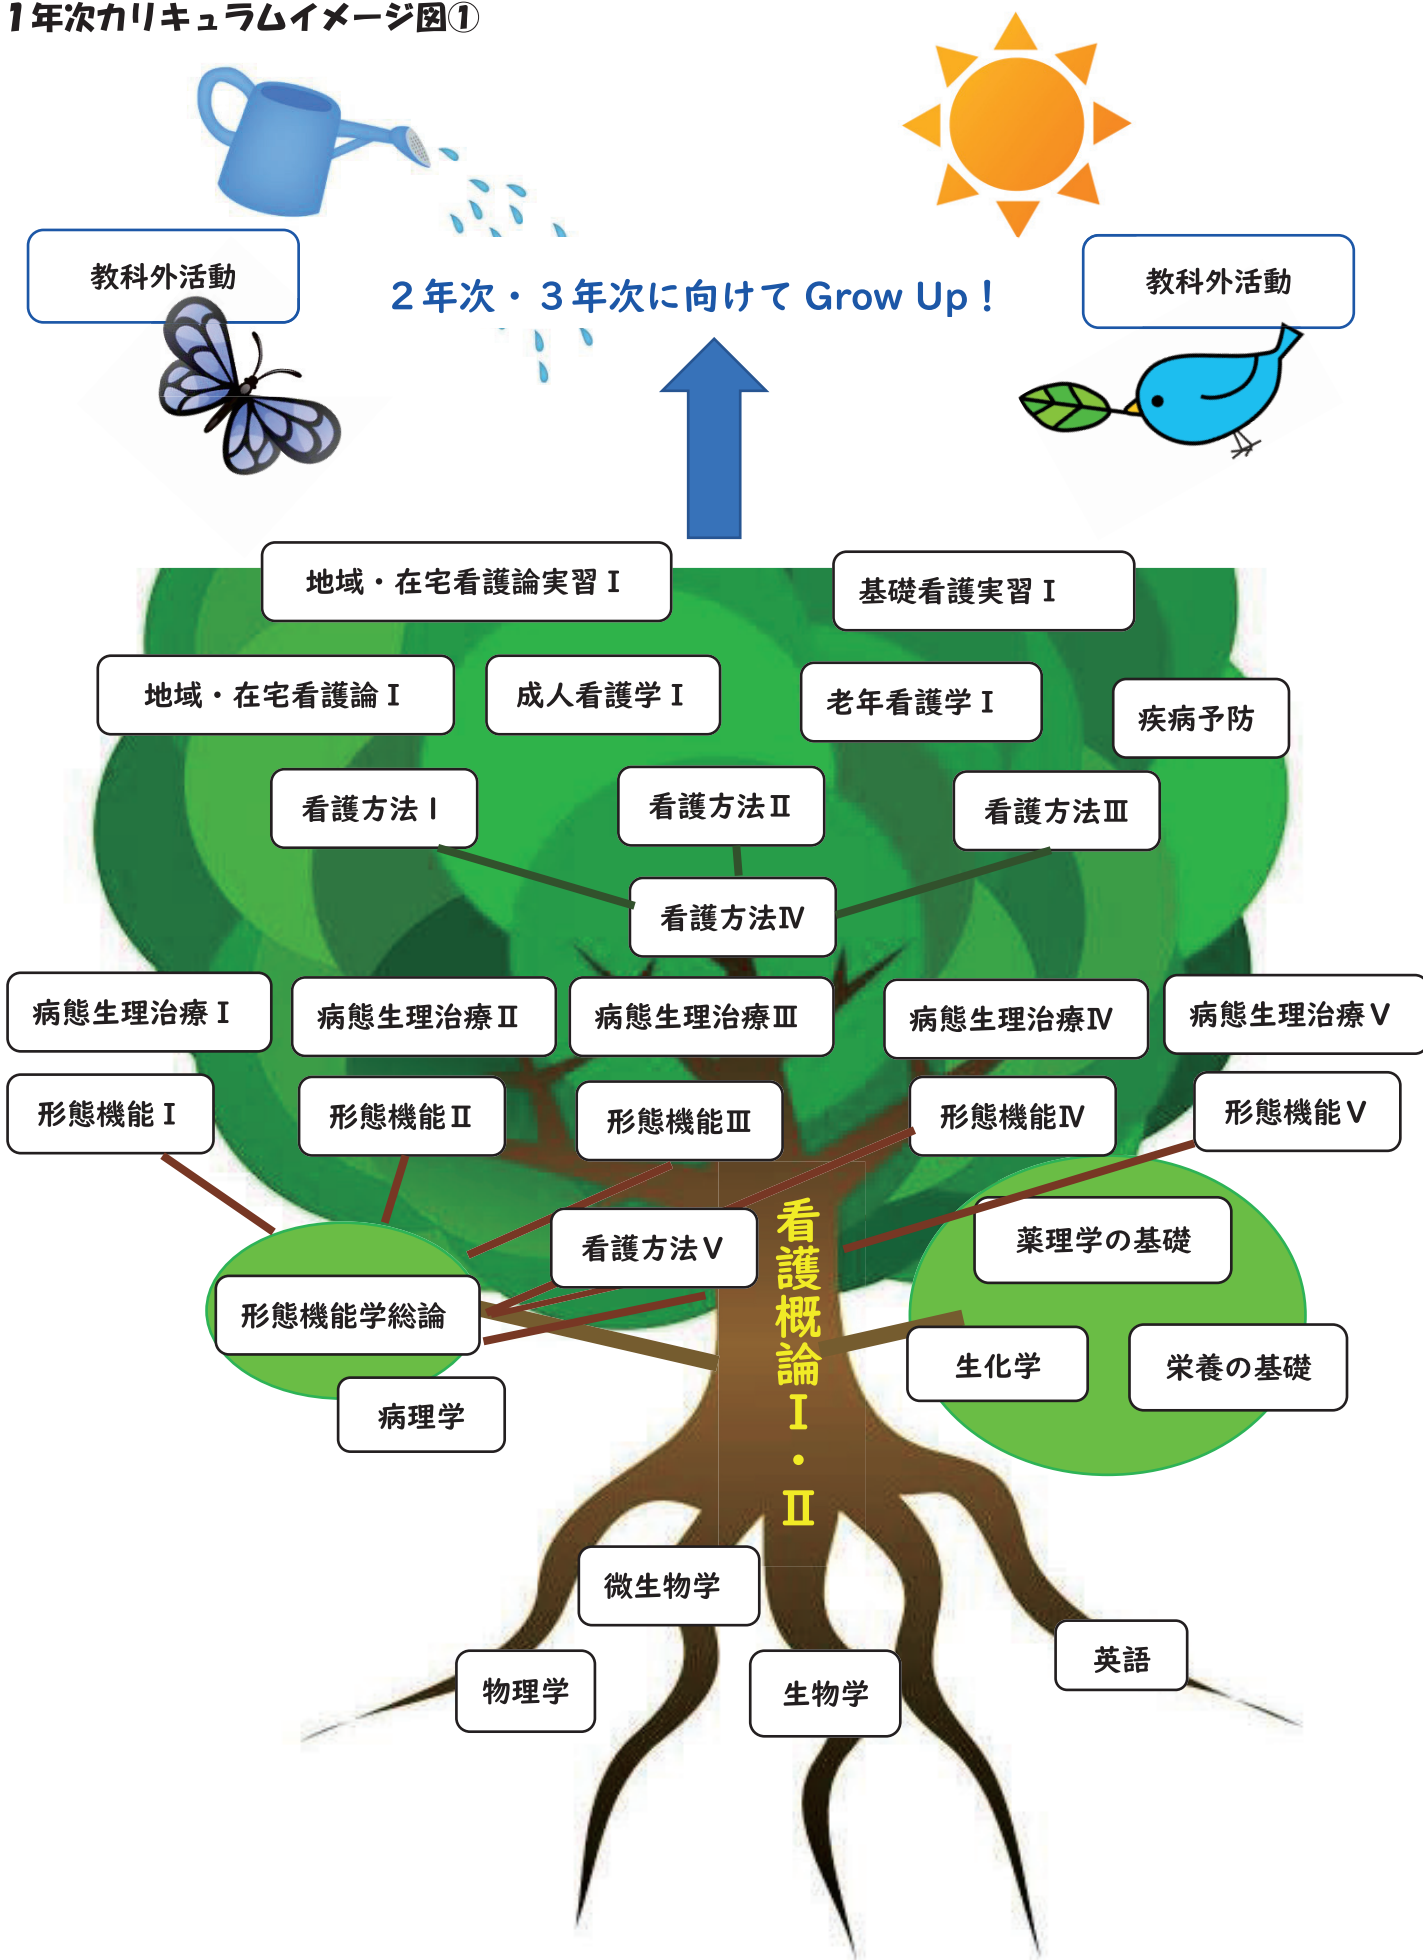 1年次カリキュラムイメージ図①
教科外活動
教科外活動
２年次・３年次に向けて Grow Up！
地域・在宅看護論実習Ⅰ
基礎看護実習Ⅰ
地域・在宅看護論Ⅰ
成人看護学Ⅰ
老年看護学Ⅰ
疾病予防
看護方法Ⅰ
看護方法Ⅱ
看護方法Ⅲ
看護方法Ⅳ
病態生理治療Ⅰ
病態生理治療Ⅱ
病態生理治療Ⅲ
病態生理治療Ⅳ
病態生理治療Ⅴ
形態機能Ⅰ
形態機能Ⅱ
形態機能Ⅲ
形態機能Ⅳ
形態機能Ⅴ
看護概論Ⅰ・Ⅱ
看護方法Ⅴ
薬理学の基礎
形態機能学総論
生化学
栄養の基礎
病理学
微生物学
物理学
生物学
英語